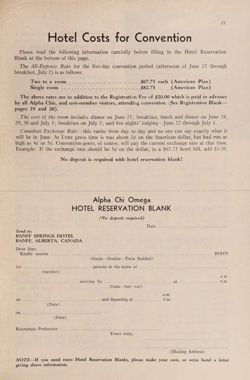 21
Hotel Costs for Convention
Please read the following information carefully before filling in the Hotel Reservation
Blank at the bottom of this page.
The All-Expense Rate for the five-day convention period (afternoon of June 27 through
breakfast, July 2) is as follows:
Two to a room $67.75 each (American Plan)
Single room $82.75 (American Plan)
The above rates are in addition to the Registration Fee of $20.00 which is paid in advance
by all Alpha Chis, and non-member visitors, attending convention. (See Registration Blank—
pages 19 and 20).
The cost of the room includes dinner on June 27; breakfast, lunch and dinner on June 28,
29, 30 and July 1; breakfast on July 2; and five nights' lodging—June 27 through July 1.
Canadian Exchange Rate—this varies from day to day and no one can say exactly what it
will be in June. At LYRE press time it was about 2¢ on the American dollar, but had run as
high as 4¢ or 5¢. Convention guests, of course, will pay the current exchange rate at that time.
Example: If the exchange rate should be 5¢ on the dollar, to a $67.75 hotel bill, add $3.39.
No deposit is required with hotel reservation blank!
Alpha Chi Omega
HOTEL RESERVATION BLANK
(No deposit required)
Date
Send to:
BANFF SPRINGS HOTEL
BANFF, ALBERTA, CANADA
Dear Sirs:
Kindly reserve ROOM
(Single—Double—Twin Bedded)
for persons in the name of
(number)
a.m.
arriving by at p.m.
(train—bus—car)
a.m.
on and departing at p.m.
(Date)
on
(Date)
Roommate Preference
Yours truly,
(Mailing Address)
NOTE—If you need extra Hotel Reservation Blanks, please make your own, or write hotel a letter
giving above information.